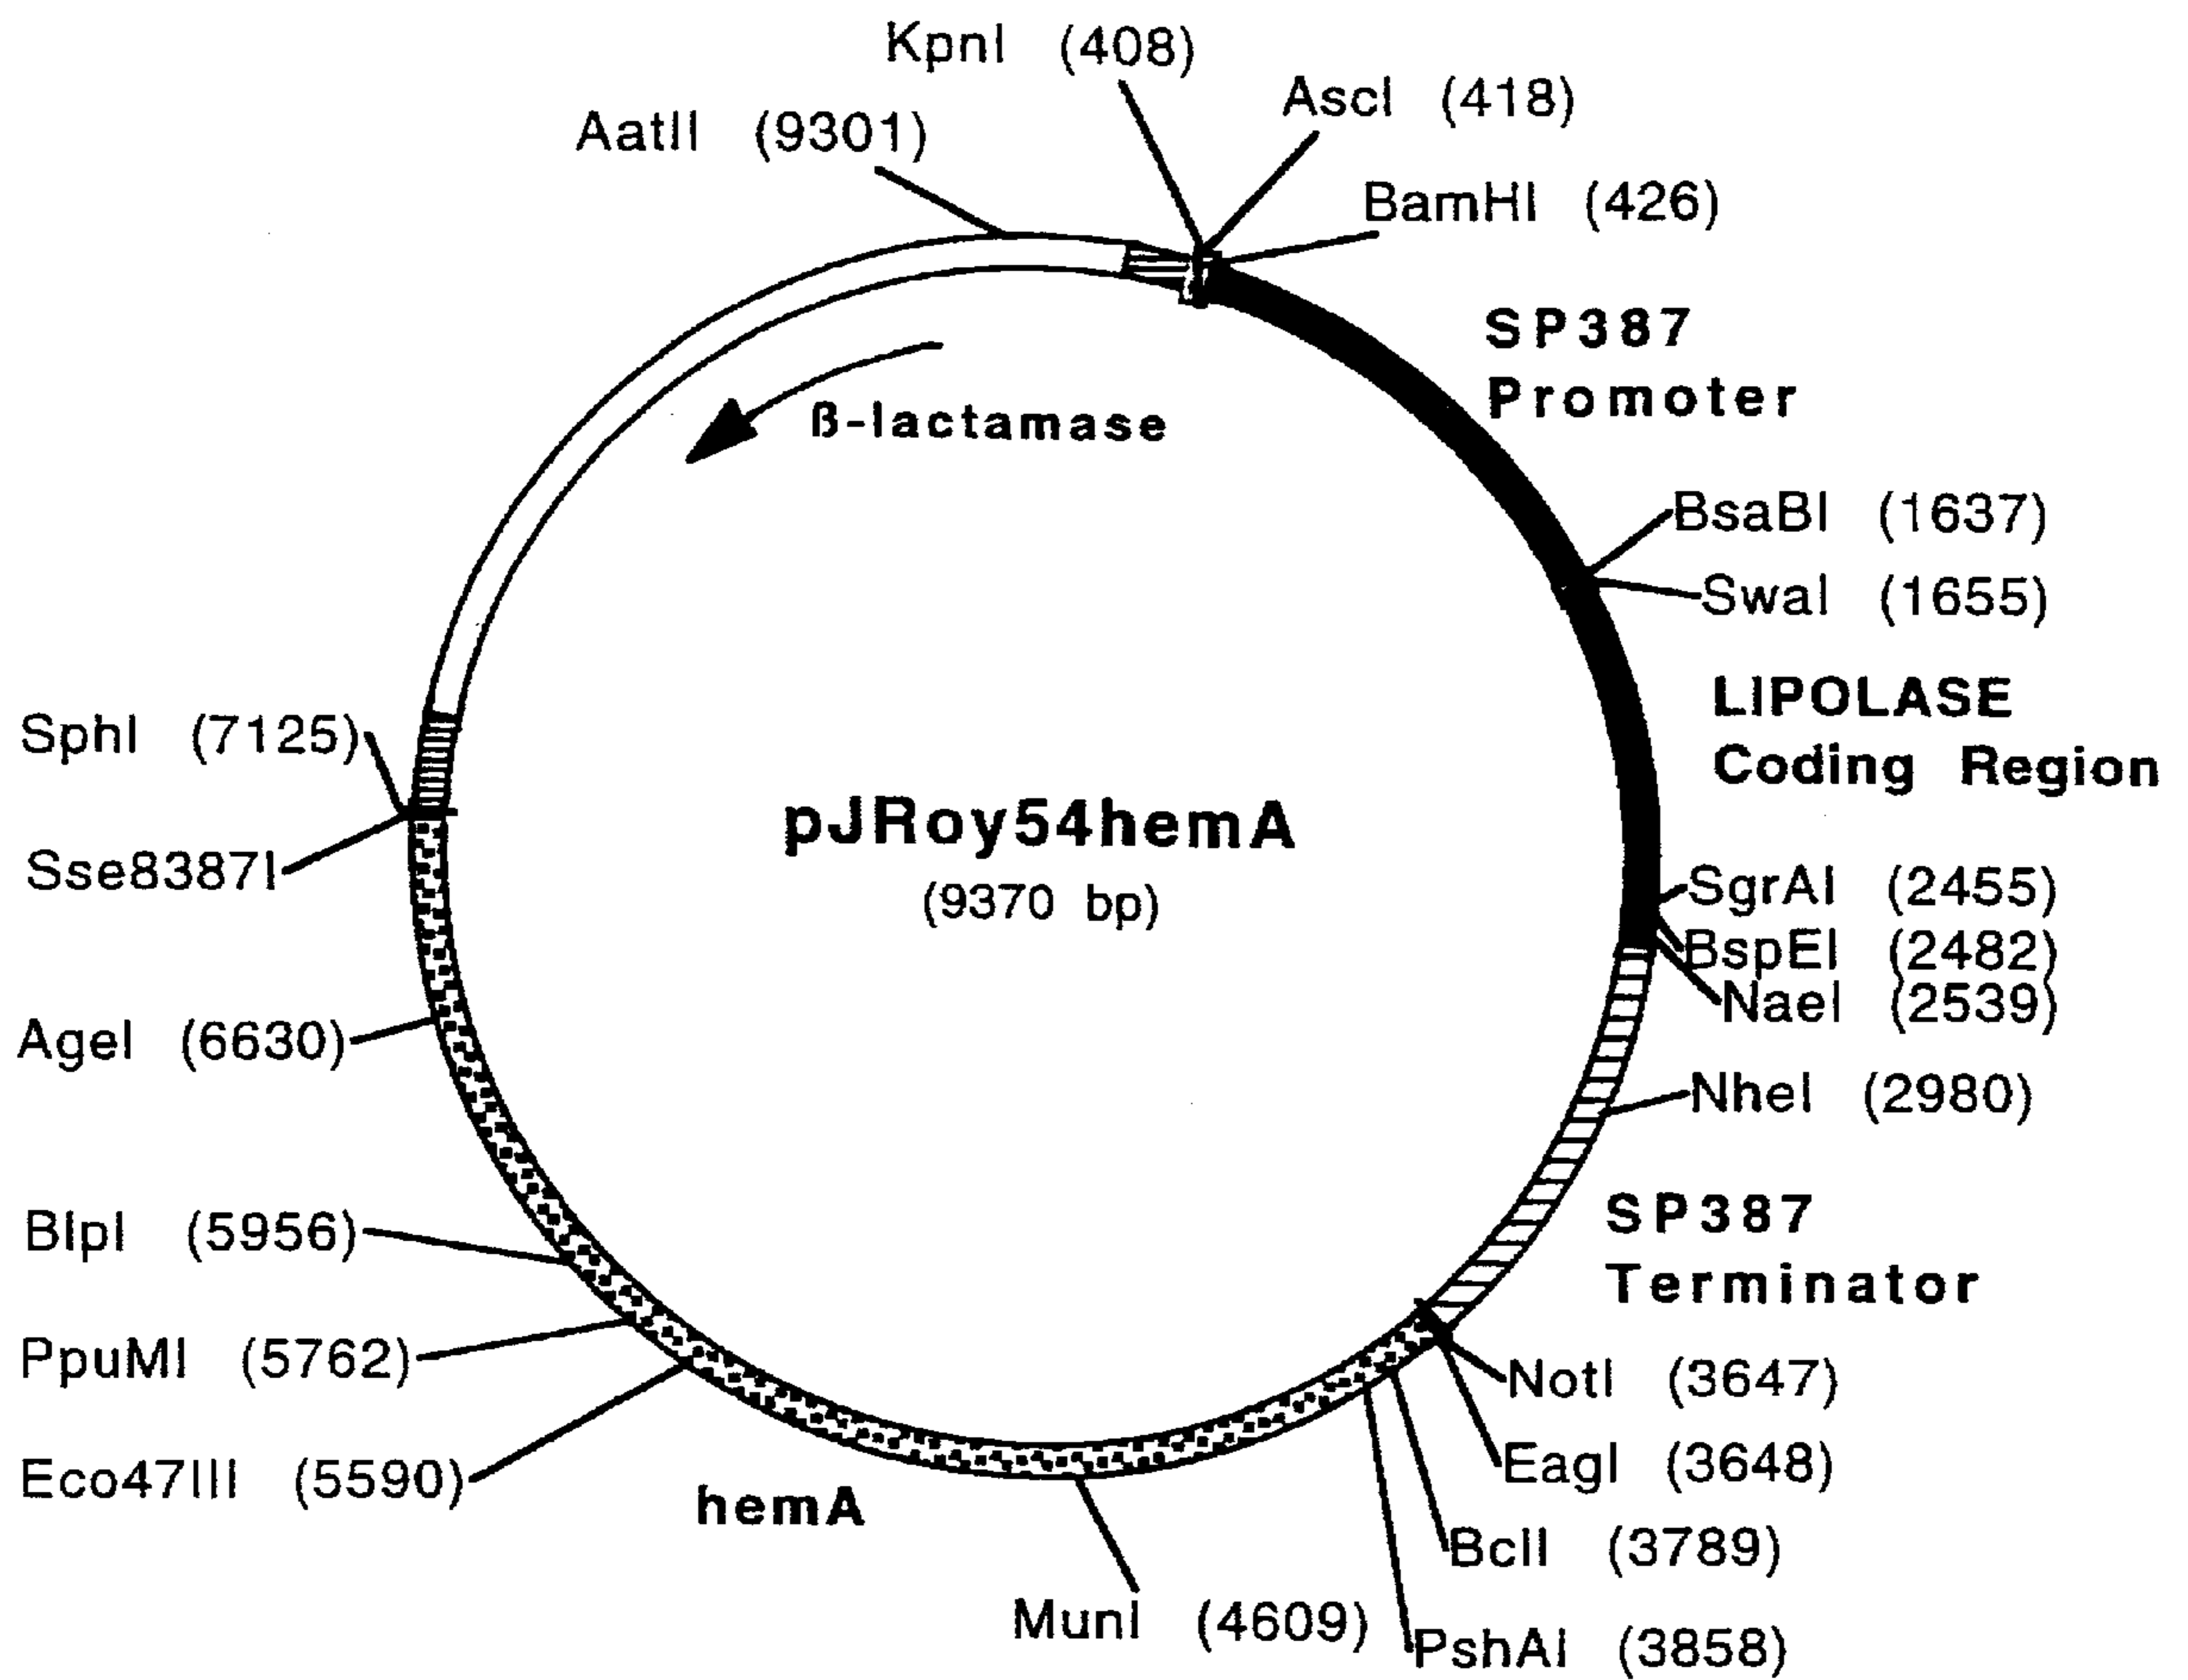 KpnI (408)
AscI (418)
AatII (9301)
BamHI (426)
SP387
Promoter
ß-lactamase
BsaBI (1637)
SwaI (1655)
LIPOLASE
Coding Region
SphI (7125)
pJRoy54hemA
(9370 bp)
Sse8387I
SgrAI (2455)
BspEI (2482)
NaeI (2539)
AgeI (6630)
NheI (2980)
SP387
Terminator
BlpI (5956)
PpuMI (5762)
NotI (3647)
Eco47III (5590)
EagI (3648)
hemA
BclI (3789)
MunI (4609)
PshAI (3858)